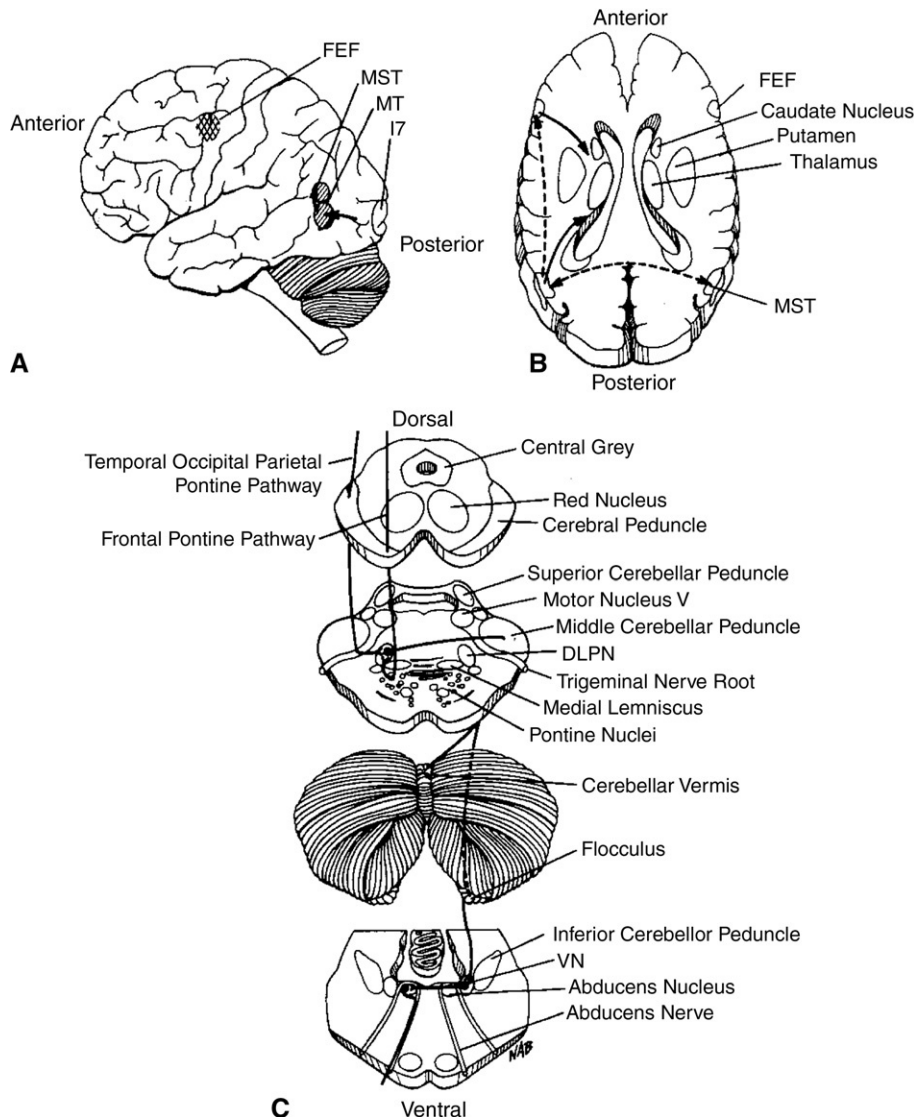 FEF
MST
MT
I7
Anterior
Posterior
A
Anterior
FEF
Caudate Nucleus
Putamen
Thalamus
MST
B
Posterior
Dorsal
Temporal Occipital Parietal
Pontine Pathway
Frontal Pontine Pathway
Central Grey
Red Nucleus
Cerebral Peduncle
Superior Cerebellar Peduncle
Motor Nucleus V
Middle Cerebellar Peduncle
DLPN
Trigeminal Nerve Root
Medial Lemniscus
Pontine Nuclei
Cerebellar Vermis
Flocculus
Inferior Cerebellor Peduncle
VN
Abducens Nucleus
Abducens Nerve
NAB
C
Ventral